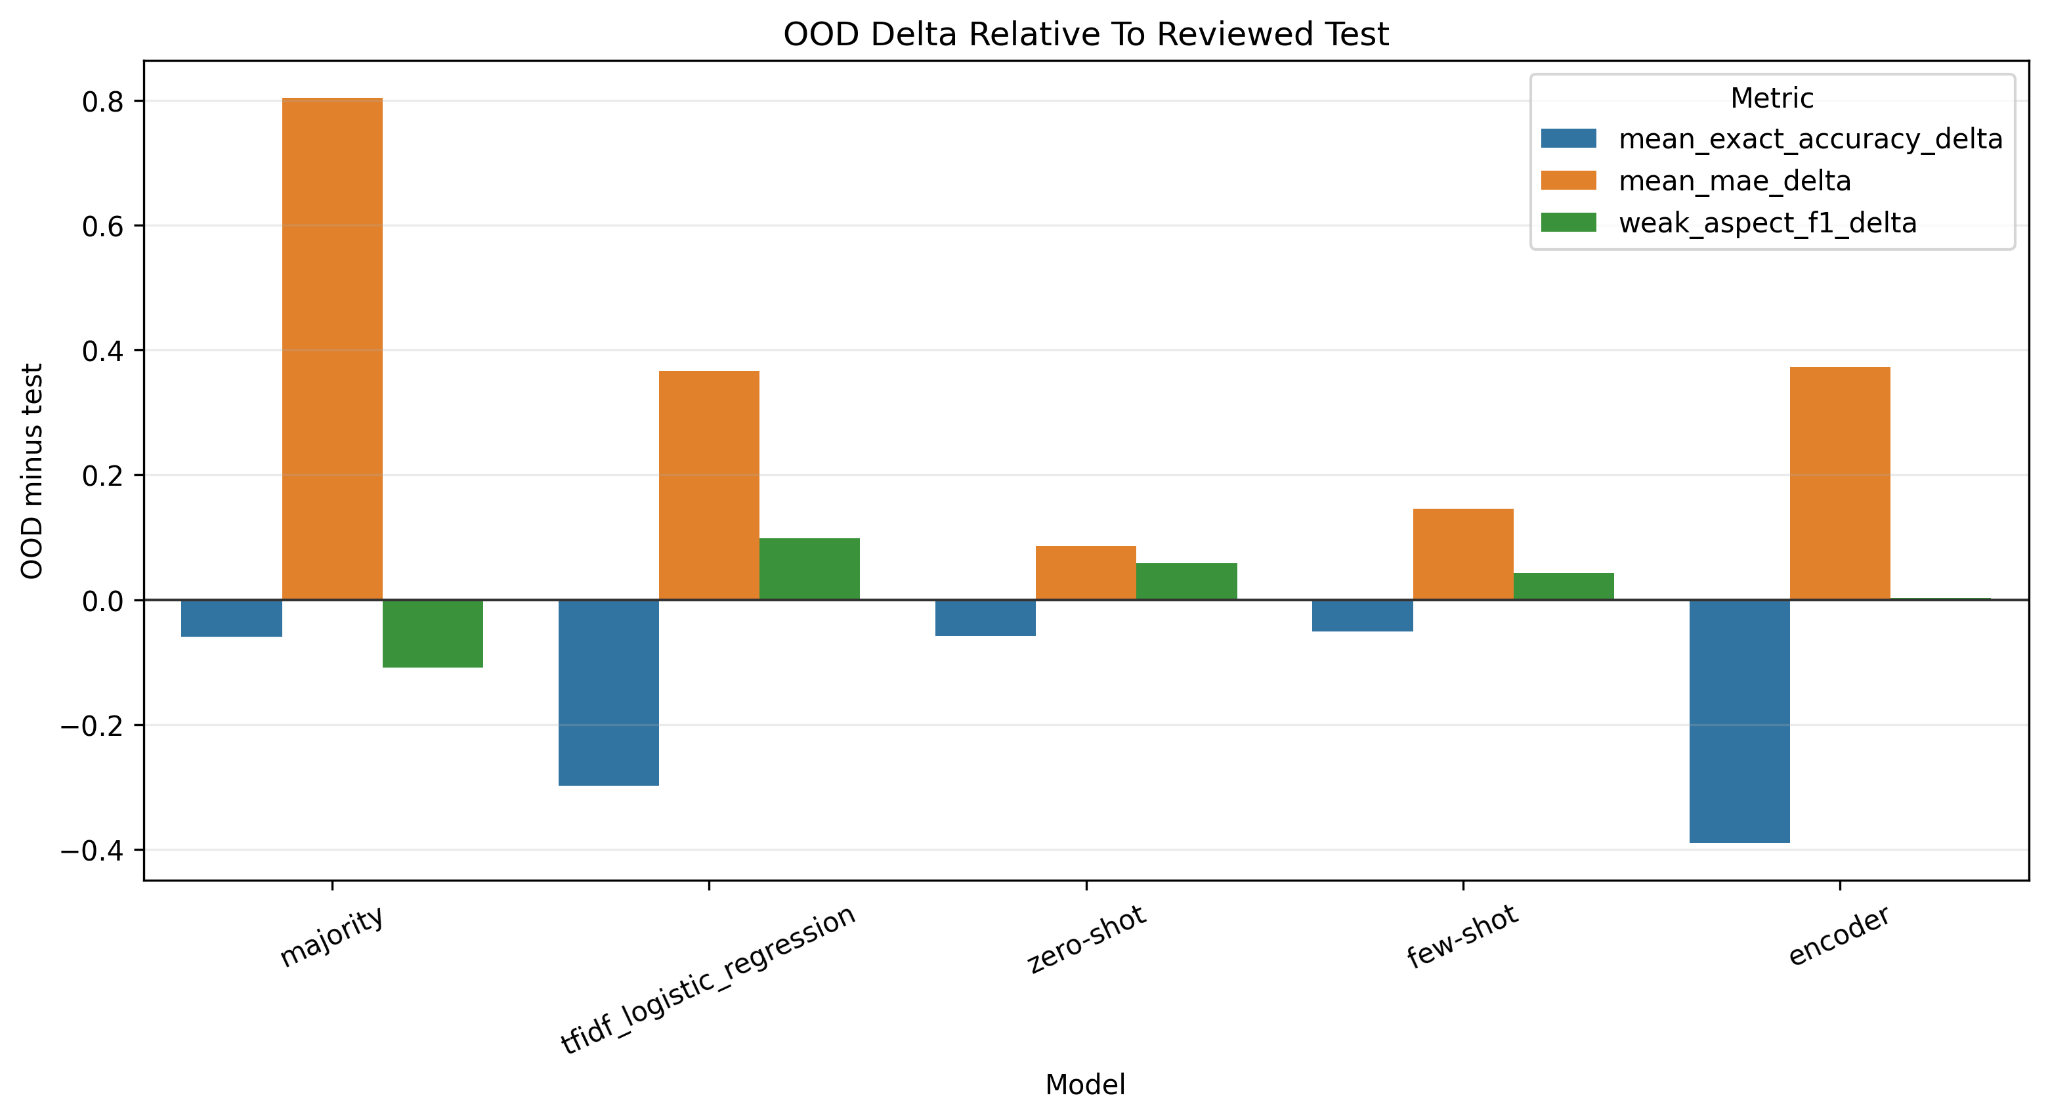 OOD Delta Relative To Reviewed Test
Metric
mean_exact_accuracy_delta
mean_mae_delta
weak_aspect_f1_delta
OOD minus test
0.8
0.6
0.4
0.2
0.0
−0.2
−0.4
majority
tfidf_logistic_regression
zero-shot
few-shot
encoder
Model